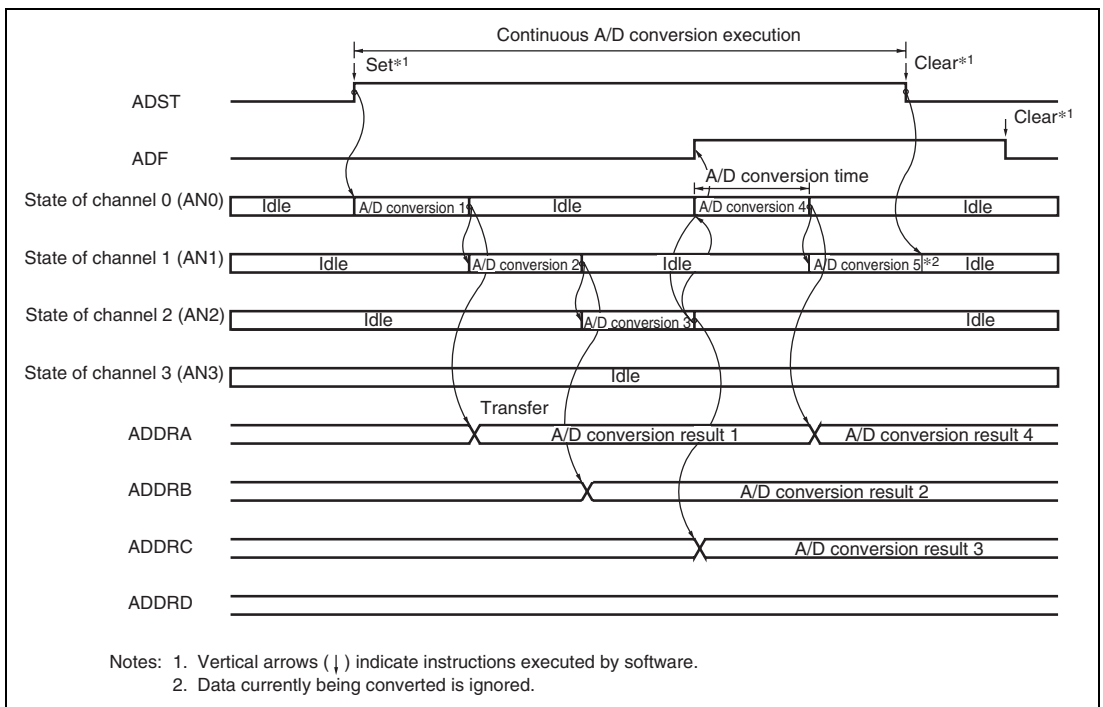 Continuous A/D conversion execution
Set*1 Clear*1
ADST
Clear*1
ADF
A/D conversion time
State of channel 0 (AN0) Idle A/D conversion 1 Idle A/D conversion 4 Idle
State of channel 1 (AN1) Idle A/D conversion 2 Idle A/D conversion 5 *2 Idle
State of channel 2 (AN2) Idle A/D conversion 3 Idle
State of channel 3 (AN3) Idle
Transfer
ADDRA A/D conversion result 1 A/D conversion result 4
ADDRB A/D conversion result 2
ADDRC A/D conversion result 3
ADDRD
Notes: 1. Vertical arrows (↓) indicate instructions executed by software.
2. Data currently being converted is ignored.